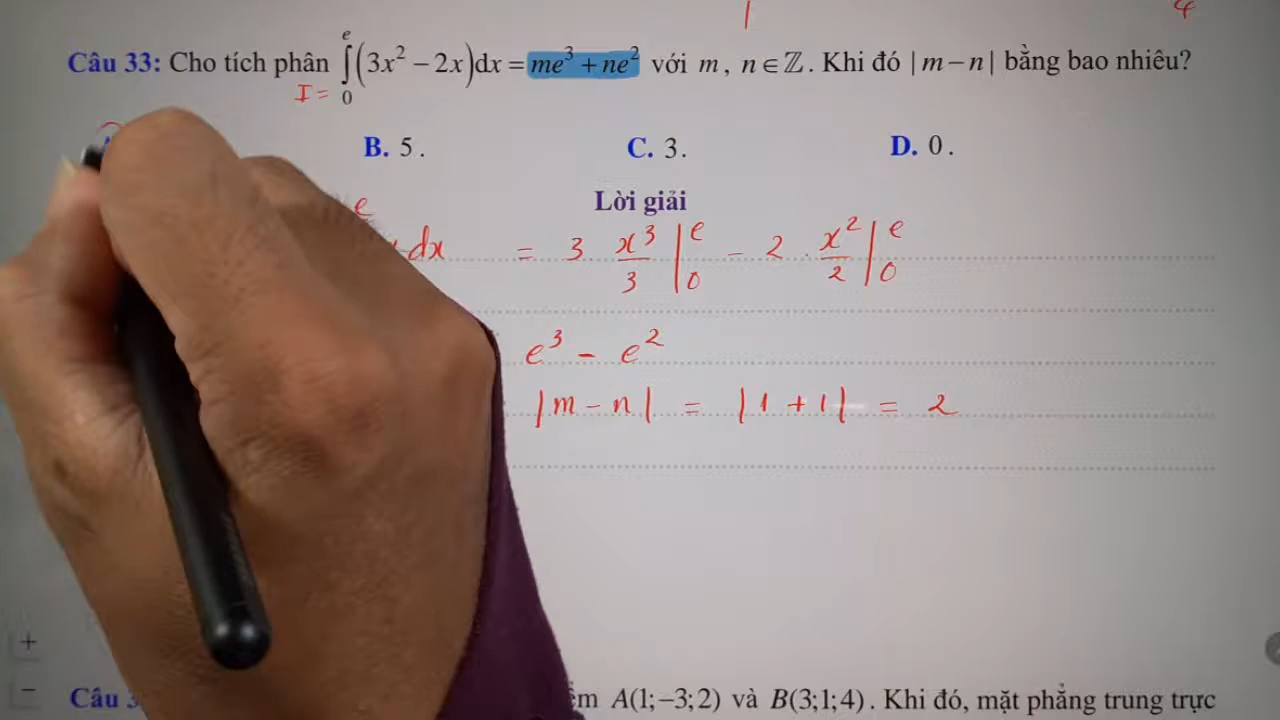 Câu 33: Cho tích phân ∫₀ᵉ(3x² − 2x)dx = me³ + ne² với m, n ∈ ℤ. Khi đó |m − n| bằng bao nhiêu?
I =
B. 5. C. 3. D. 0.
Lời giải
e dx = 3 x³/3 |₀ᵉ − 2 . x²/2 |₀ᵉ
e³ − e²
|m − n| = |1 + 1| = 2
+
−
Câu A(1;−3;2) và B(3;1;4). Khi đó, mặt phẳng trung trực